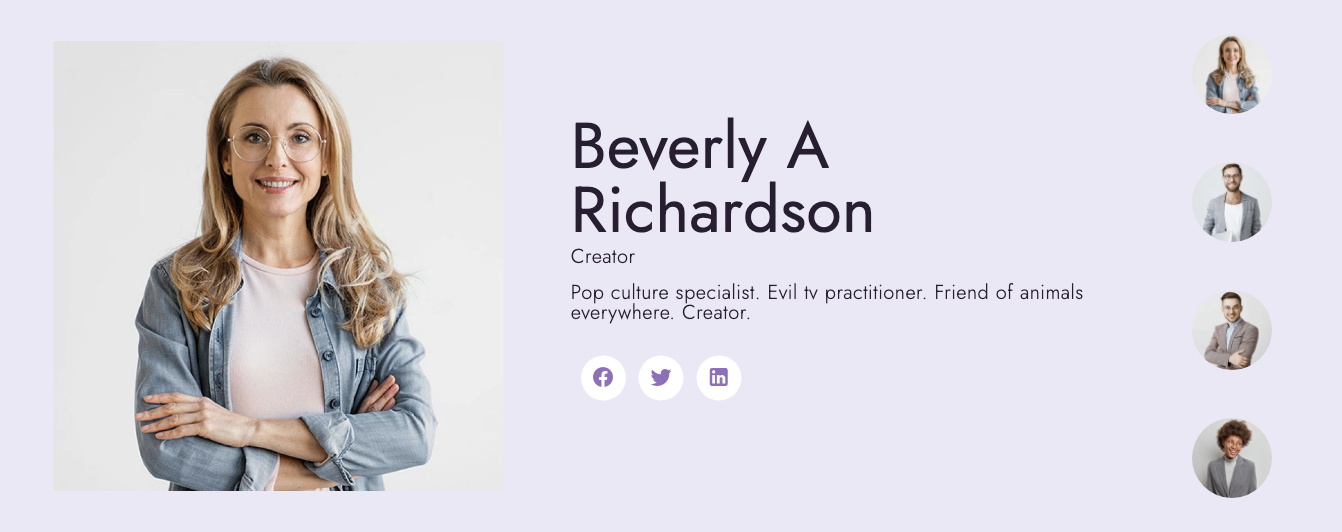 Beverly A
Richardson
Creator
Pop culture specialist. Evil tv practitioner. Friend of animals
everywhere. Creator.